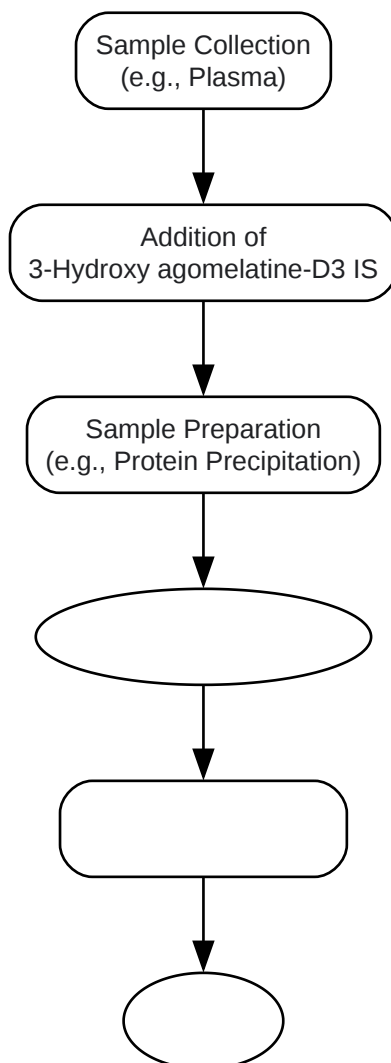 Sample Collection
(e.g., Plasma)
Addition of
3-Hydroxy agomelatine-D3 IS
Sample Preparation
(e.g., Protein Precipitation)